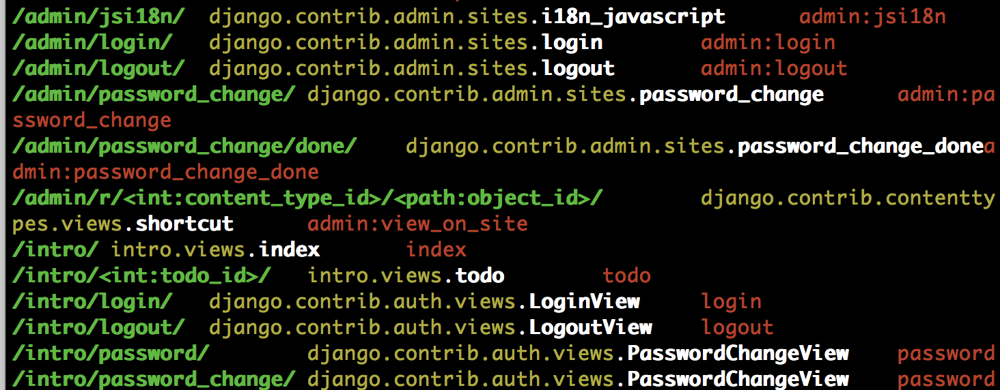 /admin/jsi18n/  django.contrib.admin.sites.i18n_javascript      admin:jsi18n
/admin/login/   django.contrib.admin.sites.login        admin:login
/admin/logout/  django.contrib.admin.sites.logout       admin:logout
/admin/password_change/ django.contrib.admin.sites.password_change      admin:pa
ssword_change
/admin/password_change/done/    django.contrib.admin.sites.password_change_donea
dmin:password_change_done
/admin/r/<int:content_type_id>/<path:object_id>/        django.contrib.contentty
pes.views.shortcut      admin:view_on_site
/intro/ intro.views.index       index
/intro/<int:todo_id>/   intro.views.todo        todo
/intro/login/   django.contrib.auth.views.LoginView     login
/intro/logout/  django.contrib.auth.views.LogoutView    logout
/intro/password/        django.contrib.auth.views.PasswordChangeView    password
/intro/password_change/ django.contrib.auth.views.PasswordChangeView    password